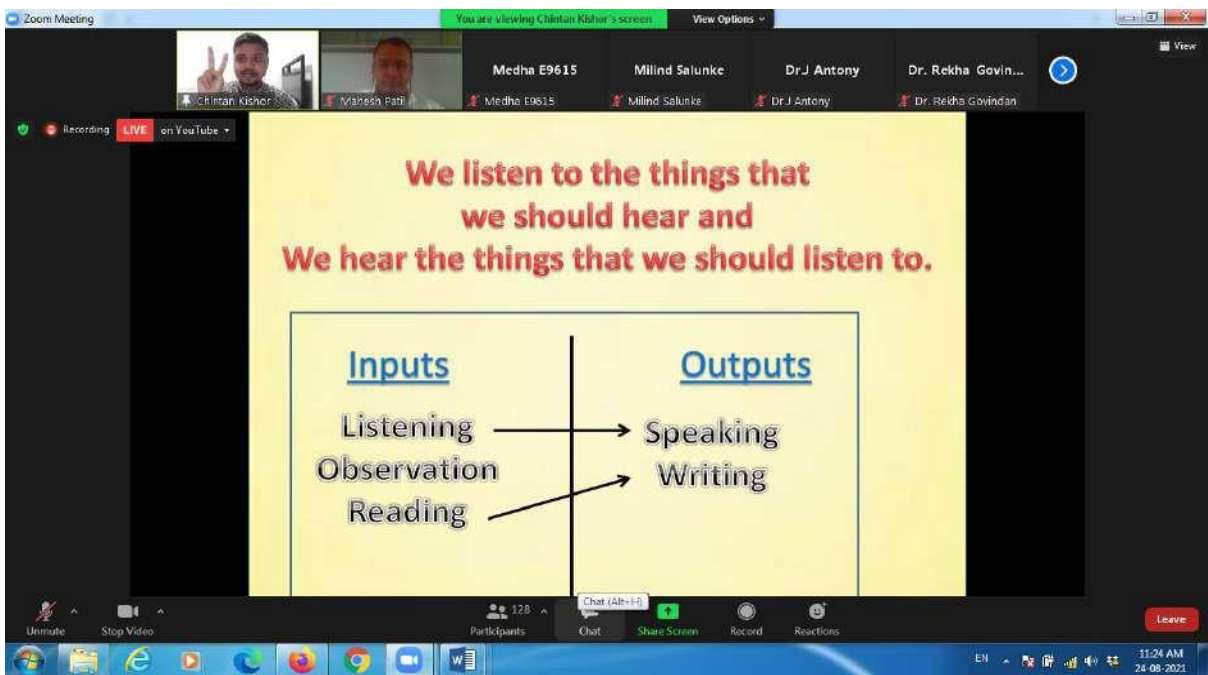 Zoom Meeting
You are viewing Chintan Kishor's screen View Options
View
Medha E9615 Milind Salunke Dr.J Antony Dr. Rekha Govin...
Chintan Kishor Mahesh Patil Medha E9615 Milind Salunke Dr.J Antony Dr. Rekha Govindan
Recording LIVE on YouTube
We listen to the things that
we should hear and
We hear the things that we should listen to.
Inputs Outputs
Listening Speaking
Observation Writing
Reading
128
Chat (Alt+H)
Unmute Stop Video Participants Chat Share Screen Record Reactions Leave
EN 11:24 AM
24-08-2021